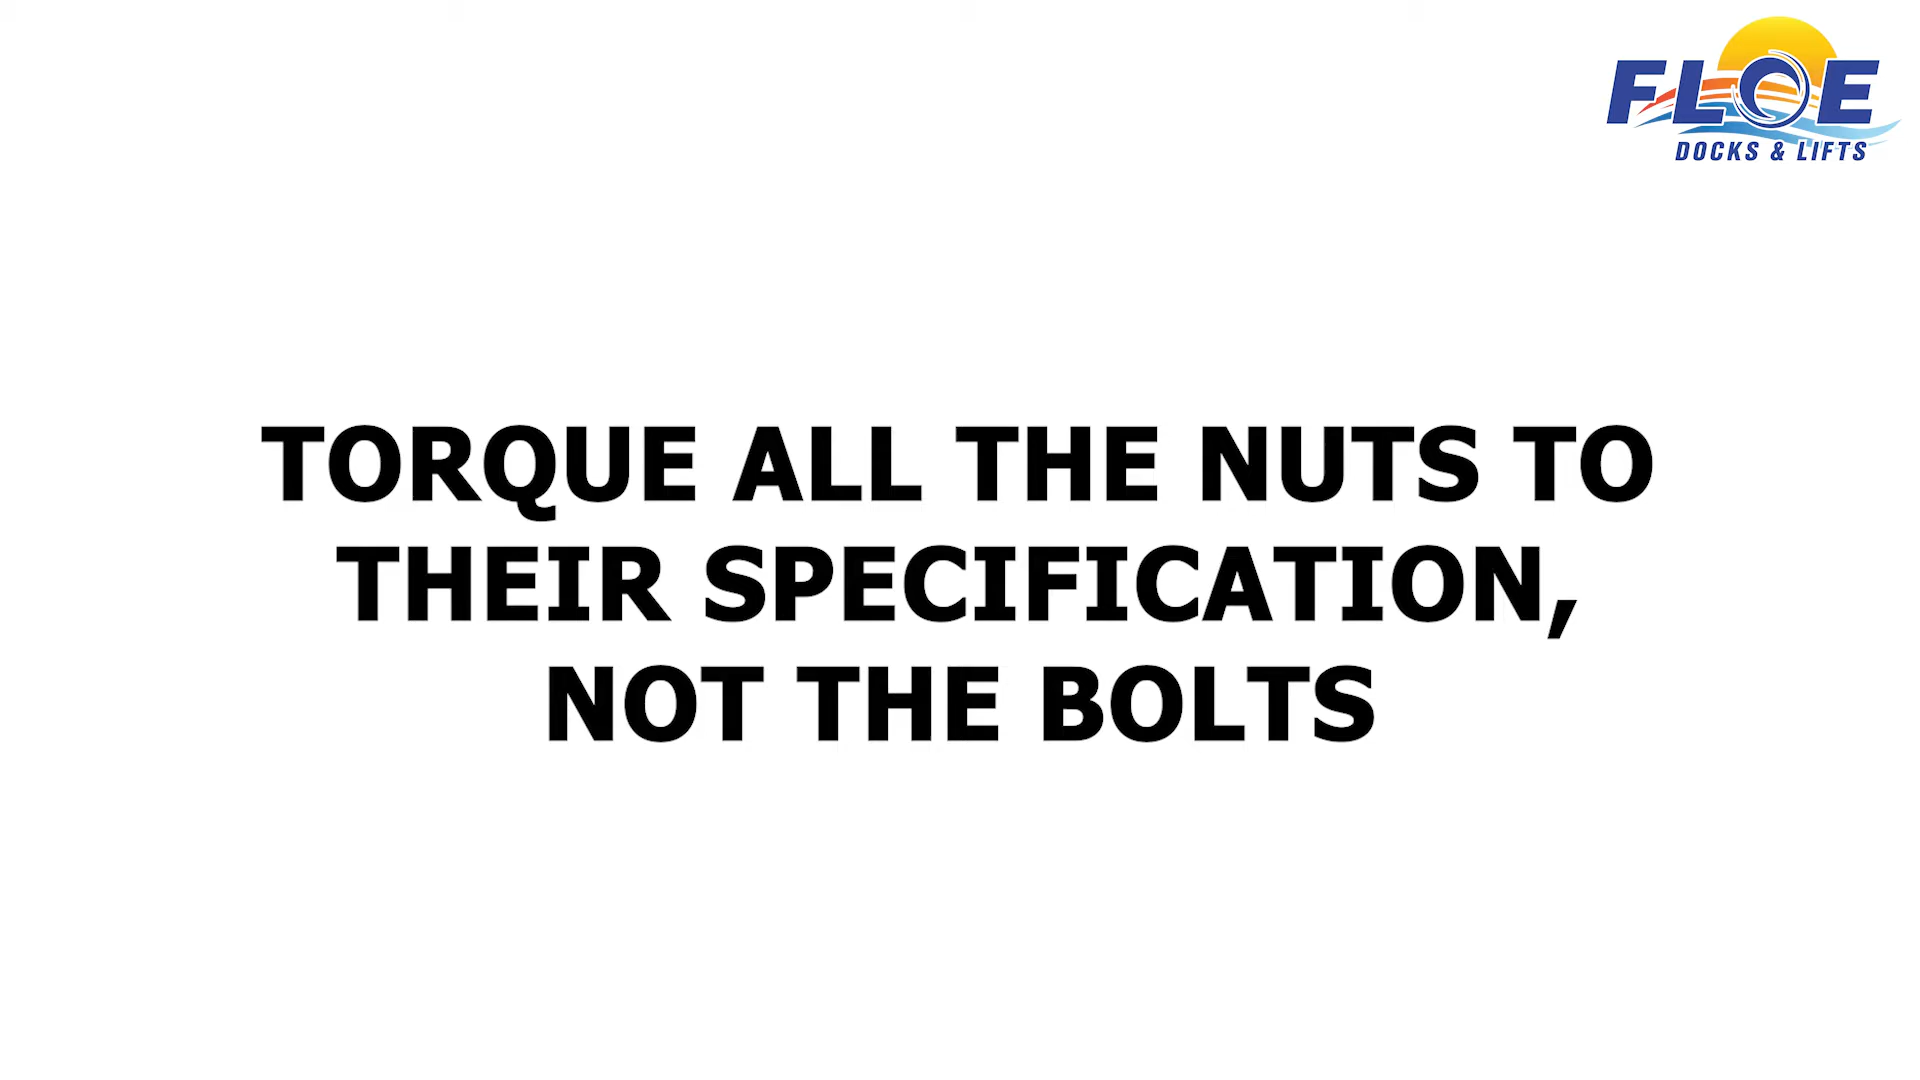 FLOE
DOCKS & LIFTS
TORQUE ALL THE NUTS TO
THEIR SPECIFICATION,
NOT THE BOLTS